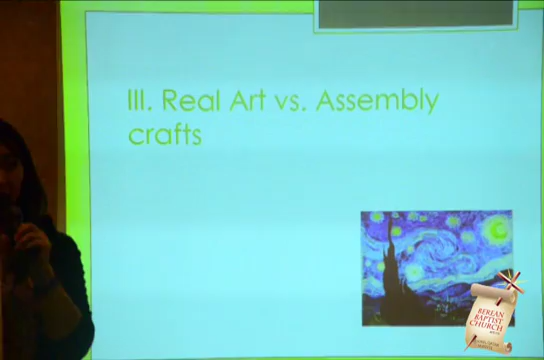 III. Real Art vs. Assembly
crafts
BEREAN
BAPTIST
CHURCH